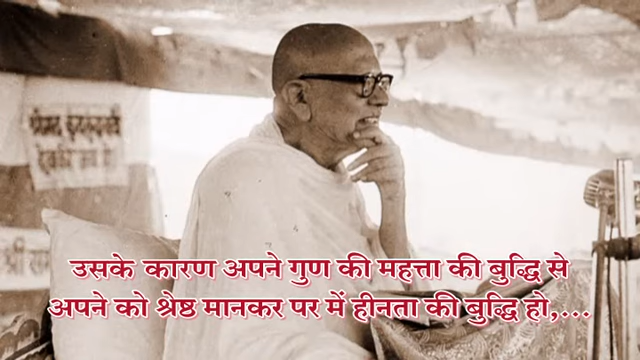 उसके कारण अपने गुण की महत्ता की बुद्धि से
अपने को श्रेष्ठ मानकर पर में हीनता की बुद्धि हो,...